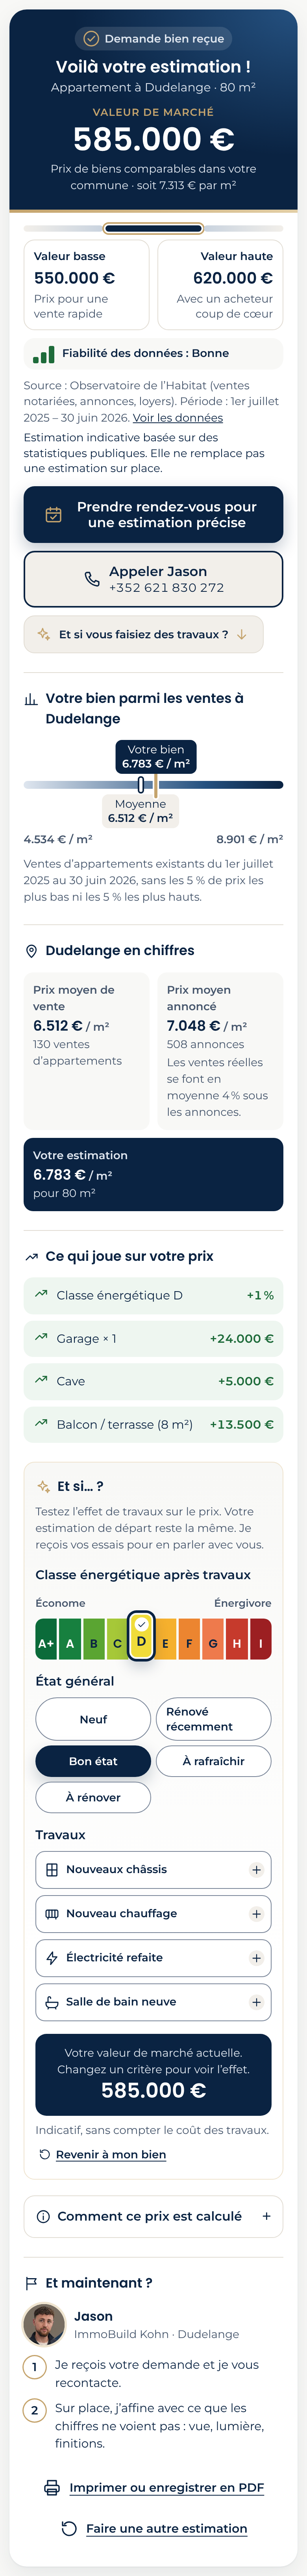 Demande bien reçue
Voilà votre estimation !
Appartement à Dudelange · 80 m²
VALEUR DE MARCHÉ
585.000 €
Prix de biens comparables dans votre
commune · soit 7.313 € par m²
Valeur basse
550.000 €
Prix pour une
vente rapide
Valeur haute
620.000 €
Avec un acheteur
coup de cœur
Fiabilité des données : Bonne
Source : Observatoire de l’Habitat (ventes
notariées, annonces, loyers). Période : 1er juillet
2025 – 30 juin 2026. Voir les données
Estimation indicative basée sur des
statistiques publiques. Elle ne remplace pas
une estimation sur place.
Prendre rendez-vous pour
une estimation précise
Appeler Jason
+352 621 830 272
Et si vous faisiez des travaux ?
Votre bien parmi les ventes à
Dudelange
Votre bien
6.783 € / m²
Moyenne
6.512 € / m²
4.534 € / m²
8.901 € / m²
Ventes d’appartements existants du 1er juillet
2025 au 30 juin 2026, sans les 5 % de prix les
plus bas ni les 5 % les plus hauts.
Dudelange en chiffres
Prix moyen de
vente
6.512 € / m²
130 ventes
d’appartements
Prix moyen
annoncé
7.048 € / m²
508 annonces
Les ventes réelles
se font en
moyenne 4 % sous
les annonces.
Votre estimation
6.783 € / m²
pour 80 m²
Ce qui joue sur votre prix
Classe énergétique D +1 %
Garage × 1 +24.000 €
Cave +5.000 €
Balcon / terrasse (8 m²) +13.500 €
Et si… ?
Testez l’effet de travaux sur le prix. Votre
estimation de départ reste la même. Je
reçois vos essais pour en parler avec vous.
Classe énergétique après travaux
Économe Énergivore
A+ A B C D E F G H I
État général
Neuf
Rénové
récemment
Bon état
À rafraîchir
À rénover
Travaux
Nouveaux châssis +
Nouveau chauffage +
Électricité refaite +
Salle de bain neuve +
Votre valeur de marché actuelle.
Changez un critère pour voir l’effet.
585.000 €
Indicatif, sans compter le coût des travaux.
Revenir à mon bien
Comment ce prix est calculé +
Et maintenant ?
Jason
ImmoBuild Kohn · Dudelange
1 Je reçois votre demande et je vous
recontacte.
2 Sur place, j’affine avec ce que les
chiffres ne voient pas : vue, lumière,
finitions.
Imprimer ou enregistrer en PDF
Faire une autre estimation